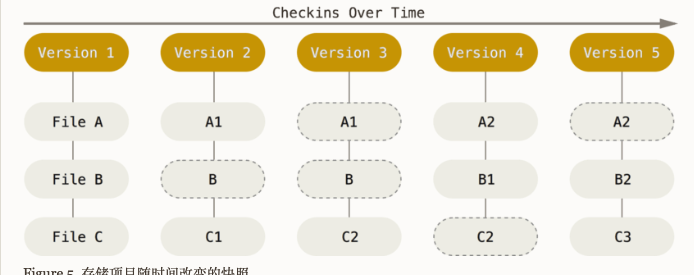 Checkins Over Time
Version 1 Version 2 Version 3 Version 4 Version 5
File A A1 A1 A2 A2
File B B B B1 B2
File C C1 C2 C2 C3
Figure 5. 存储项目随时间改变的快照